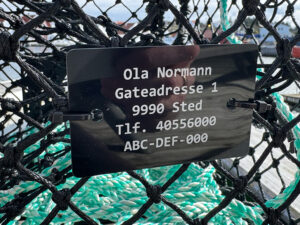 Ola Normann
Gateadresse 1
9990 Sted
Tlf. 40556000
ABC-DEF-000